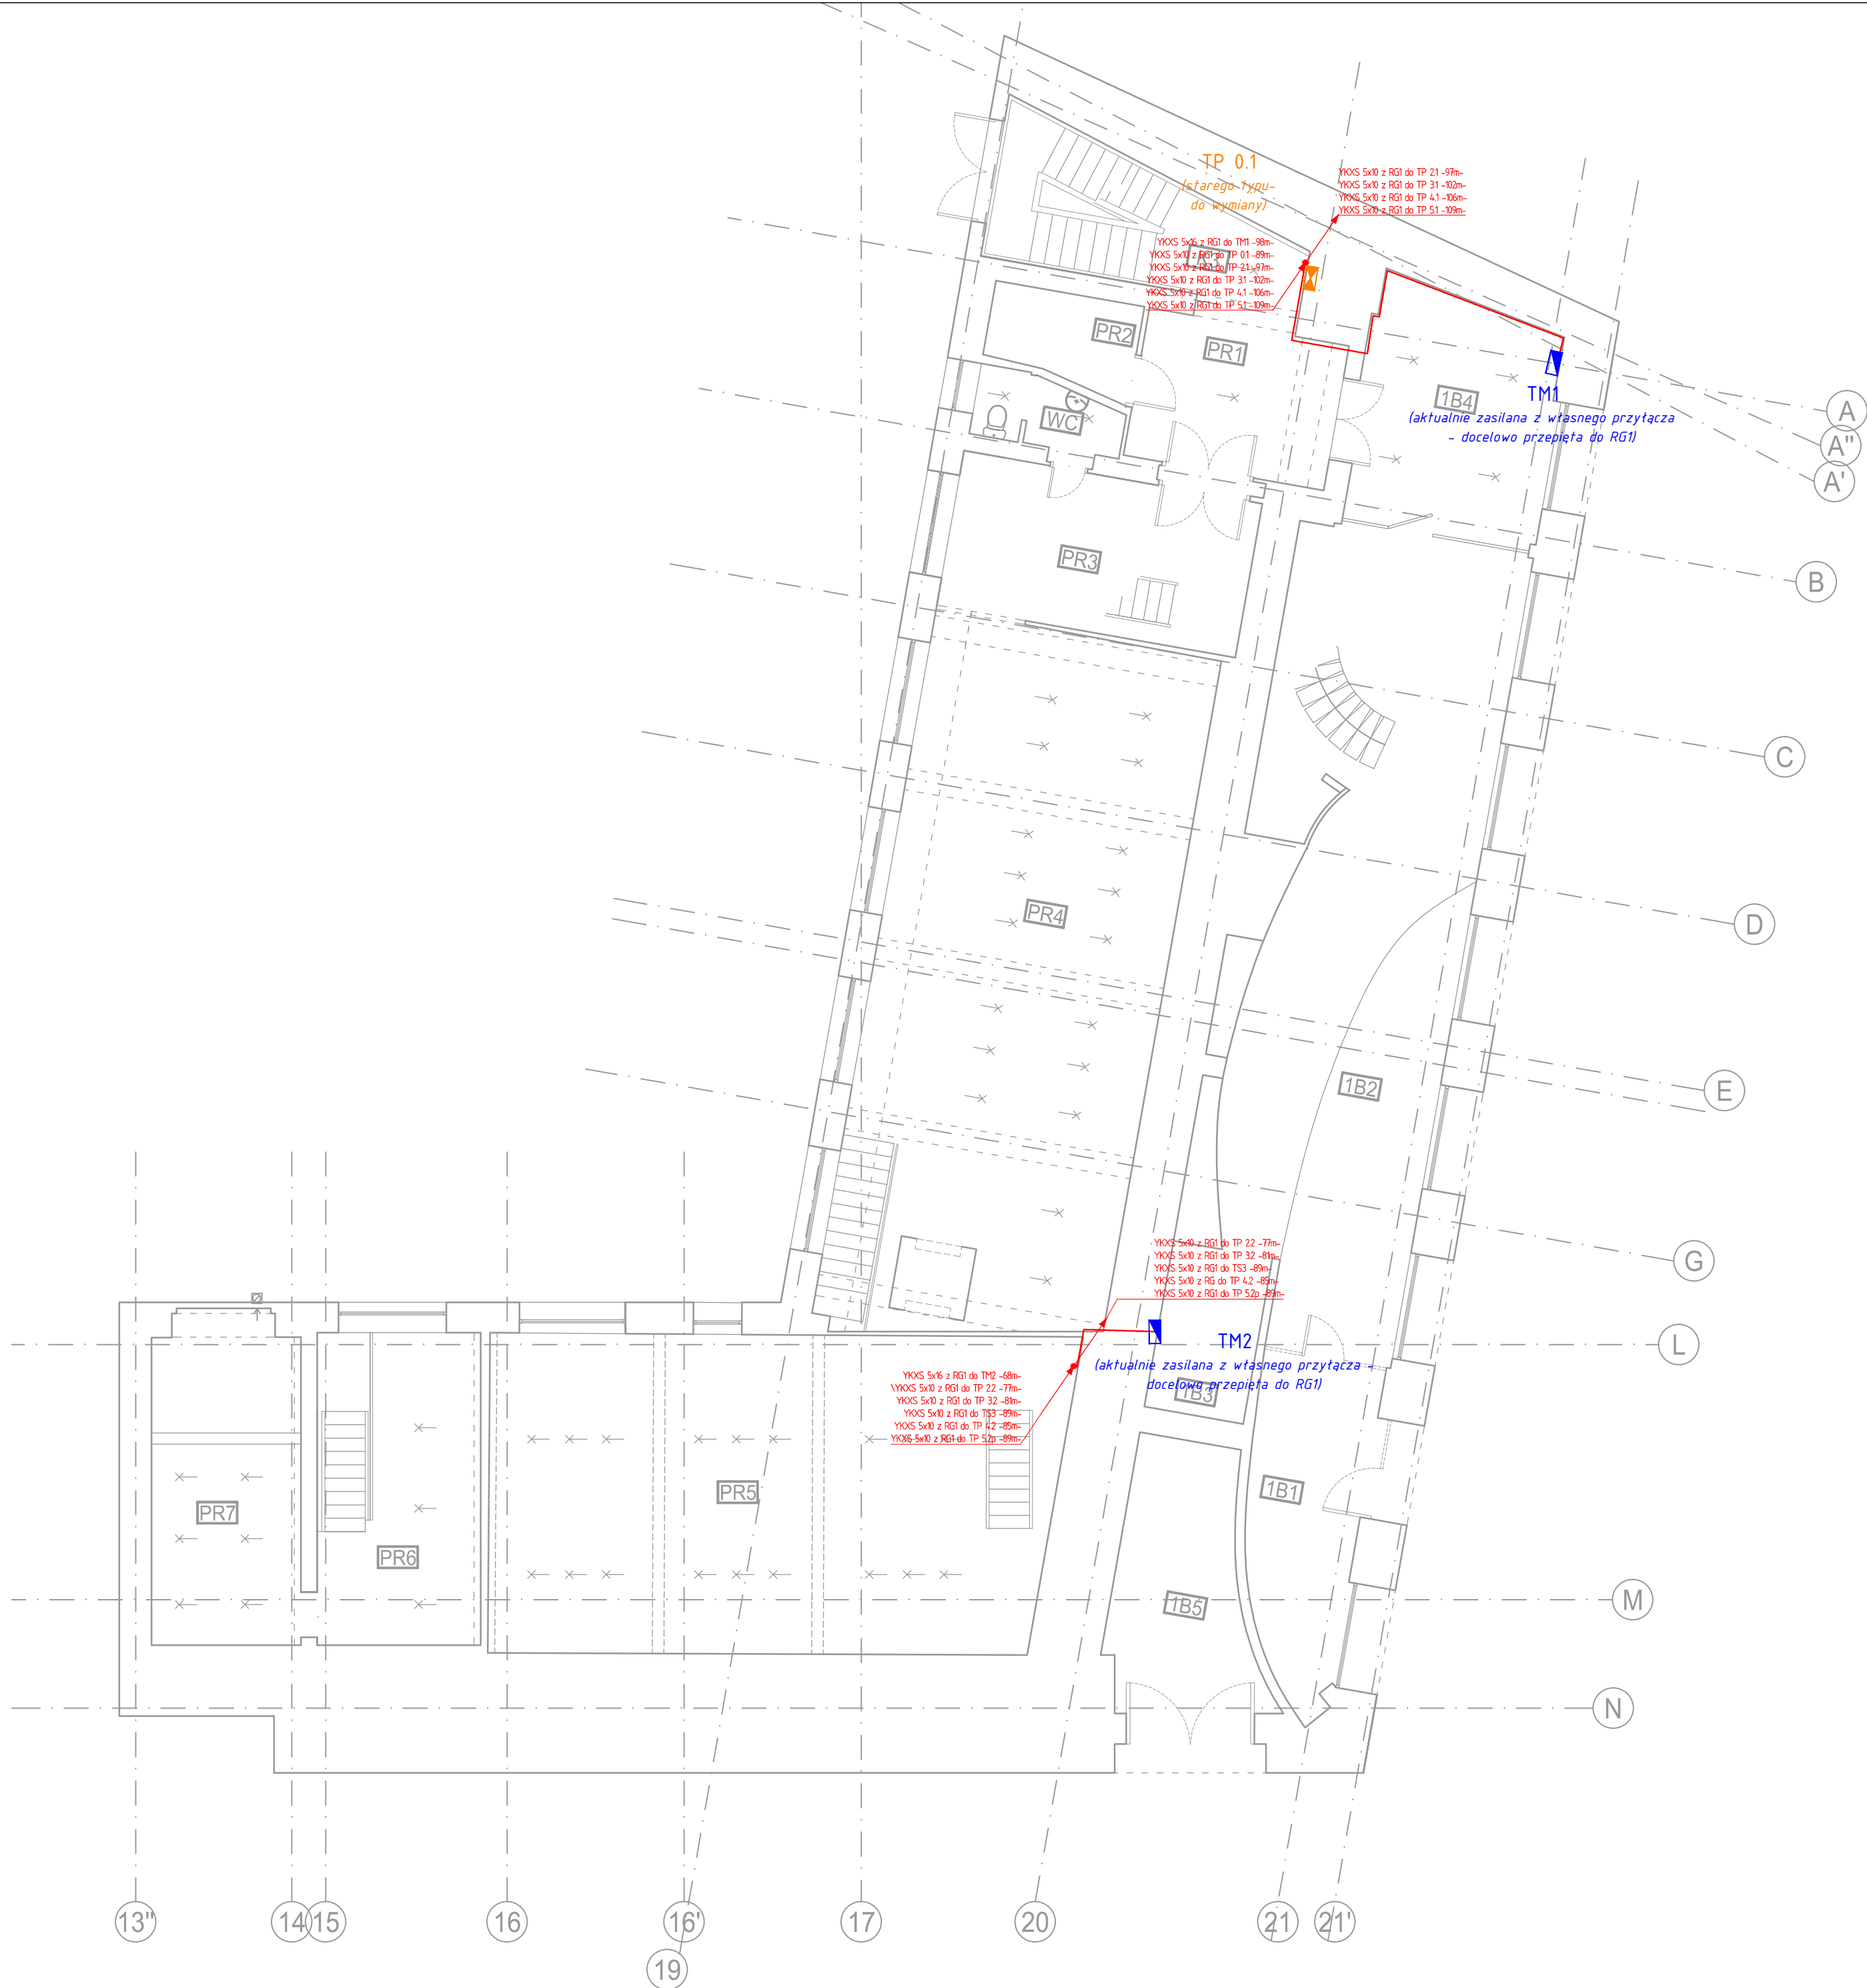 TP 0.1
(starego typu-
do wymiany)
YKXS 5x10 z RG1 do TP 2.1 -97m-
YKXS 5x10 z RG1 do TP 3.1 -102m-
YKXS 5x10 z RG1 do TP 4.1 -106m-
YKXS 5x10 z RG1 do TP 5.1 -109m-
YKXS 5x16 z RG1 do TM1 -98m-
YKXS 5x10 z RG1 do TP 0.1 -89m-
YKXS 5x10 z RG1 do TP 2.1 -97m-
YKXS 5x10 z RG1 do TP 3.1 -102m-
YKXS 5x10 z RG1 do TP 4.1 -106m-
YKXS 5x10 z RG1 do TP 5.1 -109m-
PR2
PR1
WC
1B4
TM1
(aktualnie zasilana z własnego przyłącza
- docelowo przepięta do RG1)
A
A"
A'
PR3
B
C
PR4
D
1B2
E
G
YKXS 5x10 z RG1 do TP 2.2 -77m-
YKXS 5x10 z RG1 do TP 3.2 -81m-
YKXS 5x10 z RG1 do TS3 -89m-
YKXS 5x10 z RG do TP 4.2 -85m-
YKXS 5x10 z RG1 do TP 5.2p -89m-
TM2
(aktualnie zasilana z własnego przyłącza -
docelowo przepięta do RG1)
L
YKXS 5x16 z RG1 do TM2 -68m-
\YKXS 5x10 z RG1 do TP 2.2 -77m-
YKXS 5x10 z RG1 do TP 3.2 -81m-
YKXS 5x10 z RG1 do TS3 -89m-
YKXS 5x10 z RG1 do TP 4.2 -85m-
YKXS 5x10 z RG1 do TP 5.2p -89m-
1B3
1B1
PR5
PR7
PR6
1B5
M
N
13"
14
15
16
16'
17
20
21
21'
19